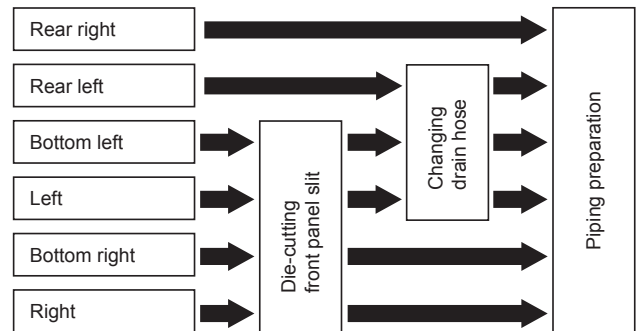 Rear right
Rear left
Bottom left
Left
Bottom right
Right
Die-cutting
front panel slit
Changing
drain hose
Piping preparation